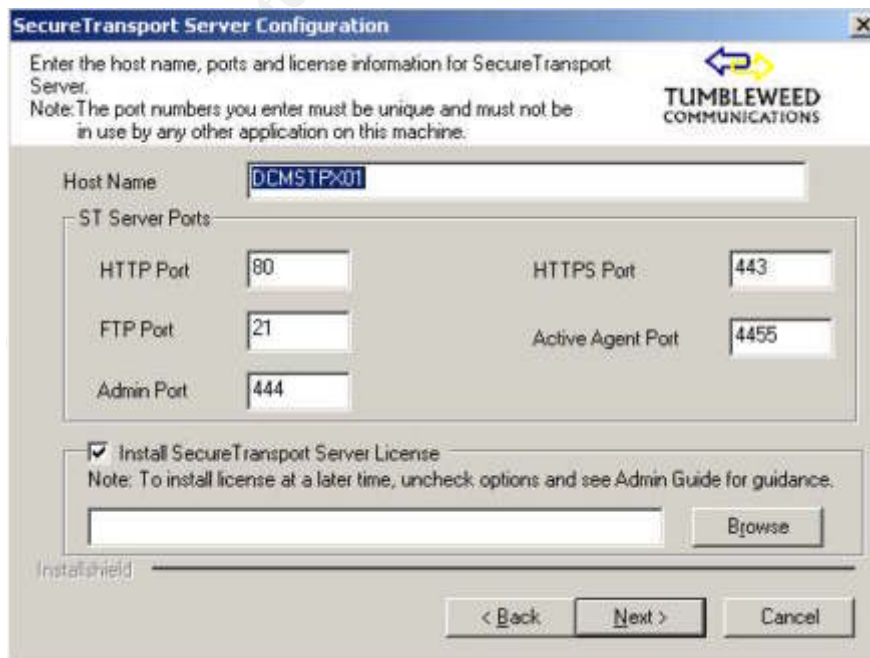 SecureTransport Server Configuration
Enter the host name, ports and license information for SecureTransport
Server.
Note: The port numbers you enter must be unique and must not be
in use by any other application on this machine.
TUMBLEWEED
COMMUNICATIONS
Host Name DCMSTPX01
ST Server Ports
HTTP Port 80 HTTPS Port 443
FTP Port 21 Active Agent Port 4455
Admin Port 444
Install SecureTransport Server License
Note: To install license at a later time, uncheck options and see Admin Guide for guidance.
Browse
Installshield
< Back Next > Cancel